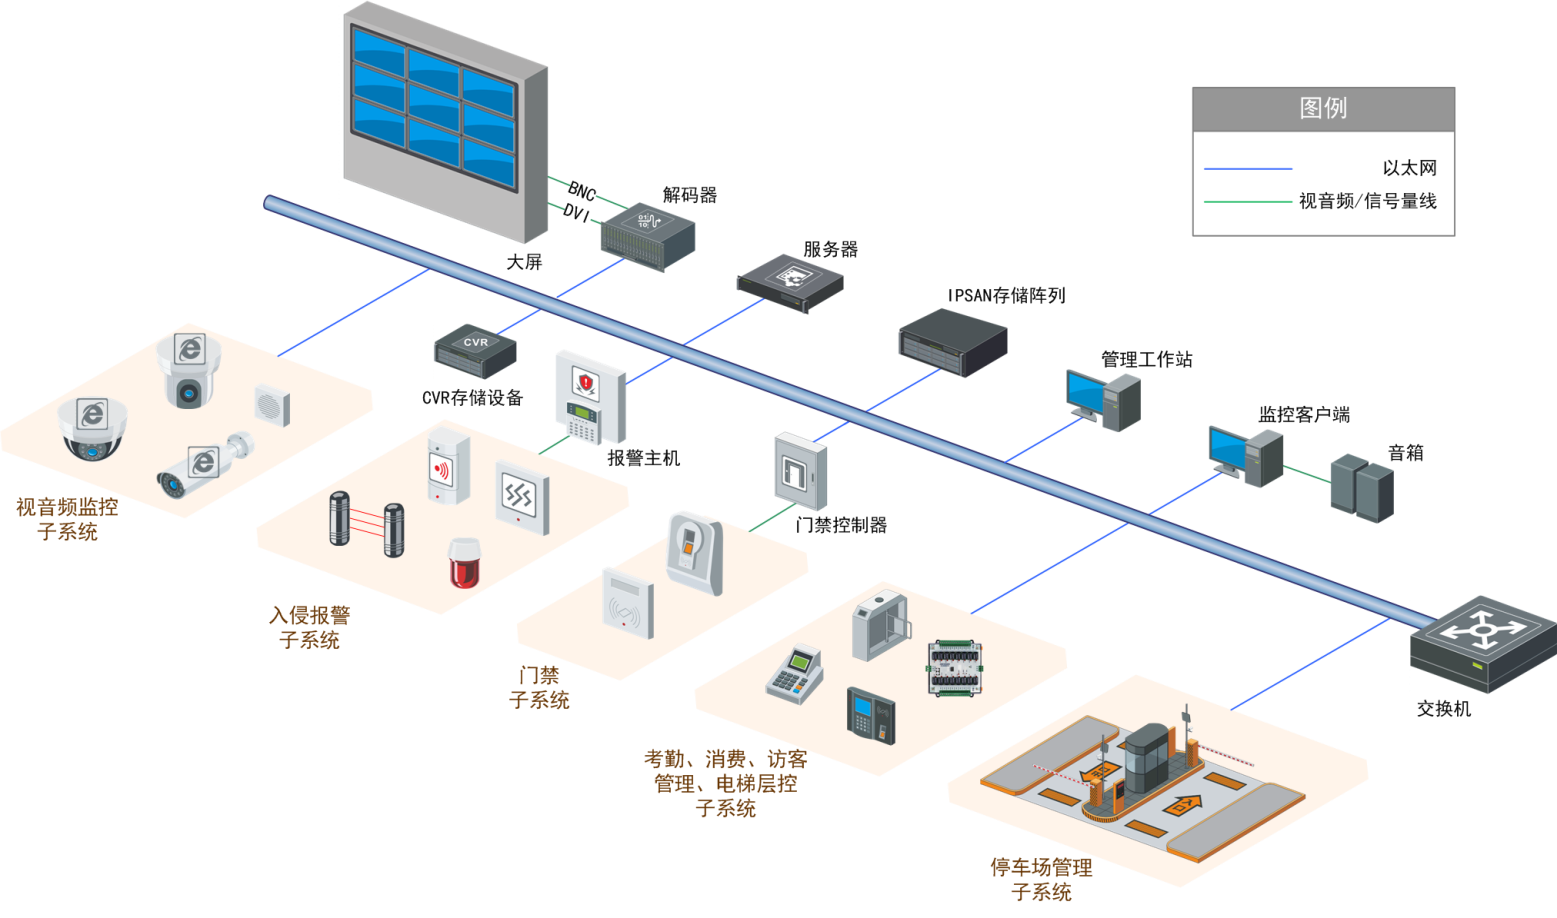 图例
以太网
视音频/信号量线
BNC
DVI
解码器
大屏
服务器
IPSAN存储阵列
CVR
CVR存储设备
管理工作站
监控客户端
音箱
报警主机
门禁控制器
视音频监控
子系统
入侵报警
子系统
门禁
子系统
考勤、消费、访客
管理、电梯层控
子系统
交换机
出口
入口
停车场管理
子系统